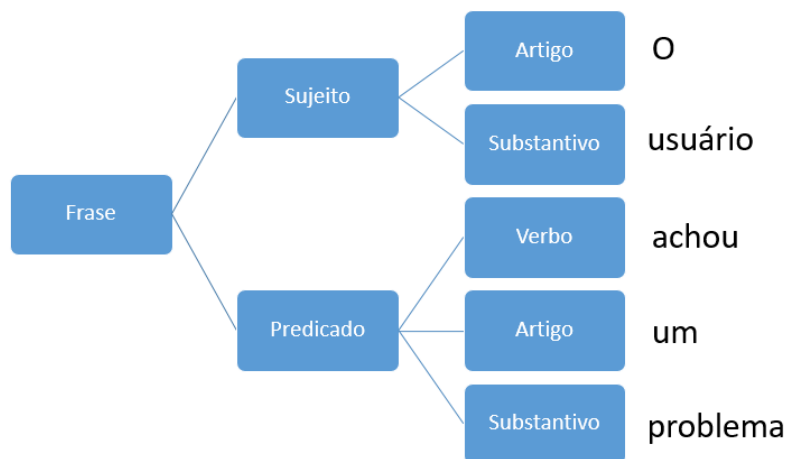 Artigo O
Sujeito
Substantivo usuário
Frase
Verbo achou
Predicado Artigo um
Substantivo problema